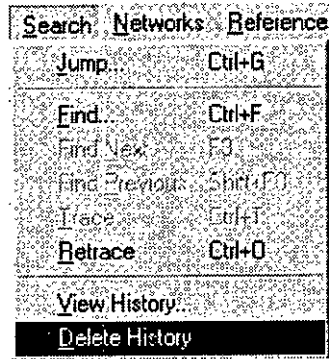 Search Networks Reference
Jump... Ctrl+G
Find... Ctrl+F
Find Next F3
Find Previous Shift+F3
Trace Ctrl+T
Retrace Ctrl+O
View History...
Delete History